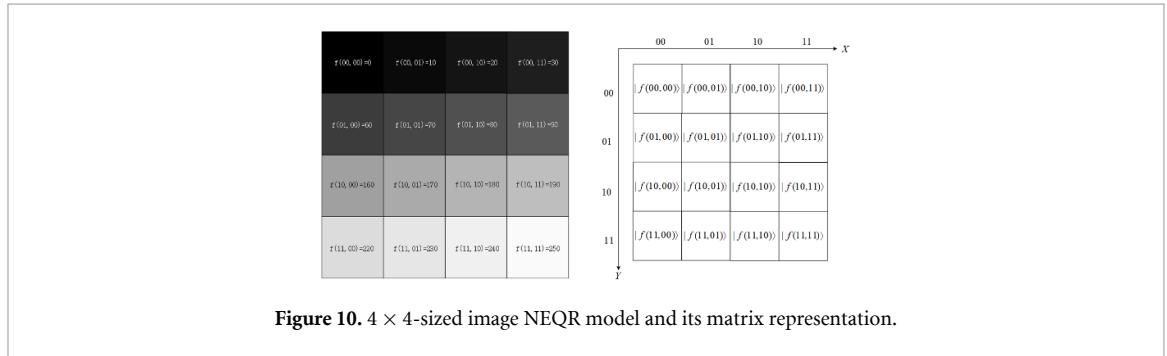 00 01 10 11
X
f(00, 00)=0 f(00, 01)=10 f(00, 10)=20 f(00, 11)=30
00 |f(00,00)⟩ |f(00,01)⟩ |f(00,10)⟩ |f(00,11)⟩
f(01, 00)=60 f(01, 01)=70 f(01, 10)=80 f(01, 11)=90
01 |f(01,00)⟩ |f(01,01)⟩ |f(01,10)⟩ |f(01,11)⟩
f(10, 00)=160 f(10, 01)=170 f(10, 10)=180 f(10, 11)=190
10 |f(10,00)⟩ |f(10,01)⟩ |f(10,10)⟩ |f(10,11)⟩
f(11, 00)=220 f(11, 01)=230 f(11, 10)=240 f(11, 11)=250
11 |f(11,00)⟩ |f(11,01)⟩ |f(11,10)⟩ |f(11,11)⟩
Y
Figure 10. 4 × 4-sized image NEQR model and its matrix representation.